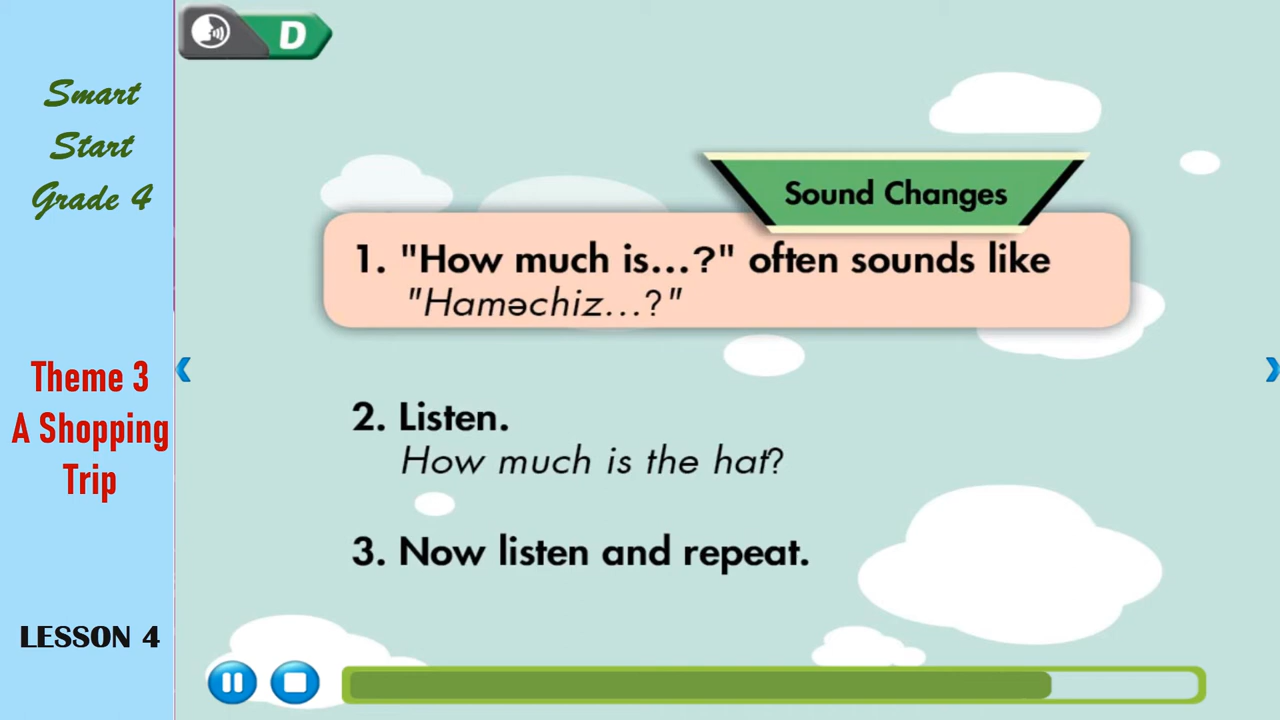 D
Smart
Start
Grade 4
Sound Changes
1. "How much is...?" often sounds like
"Haməchiz...?"
Theme 3
A Shopping
Trip
2. Listen.
How much is the hat?
3. Now listen and repeat.
LESSON 4